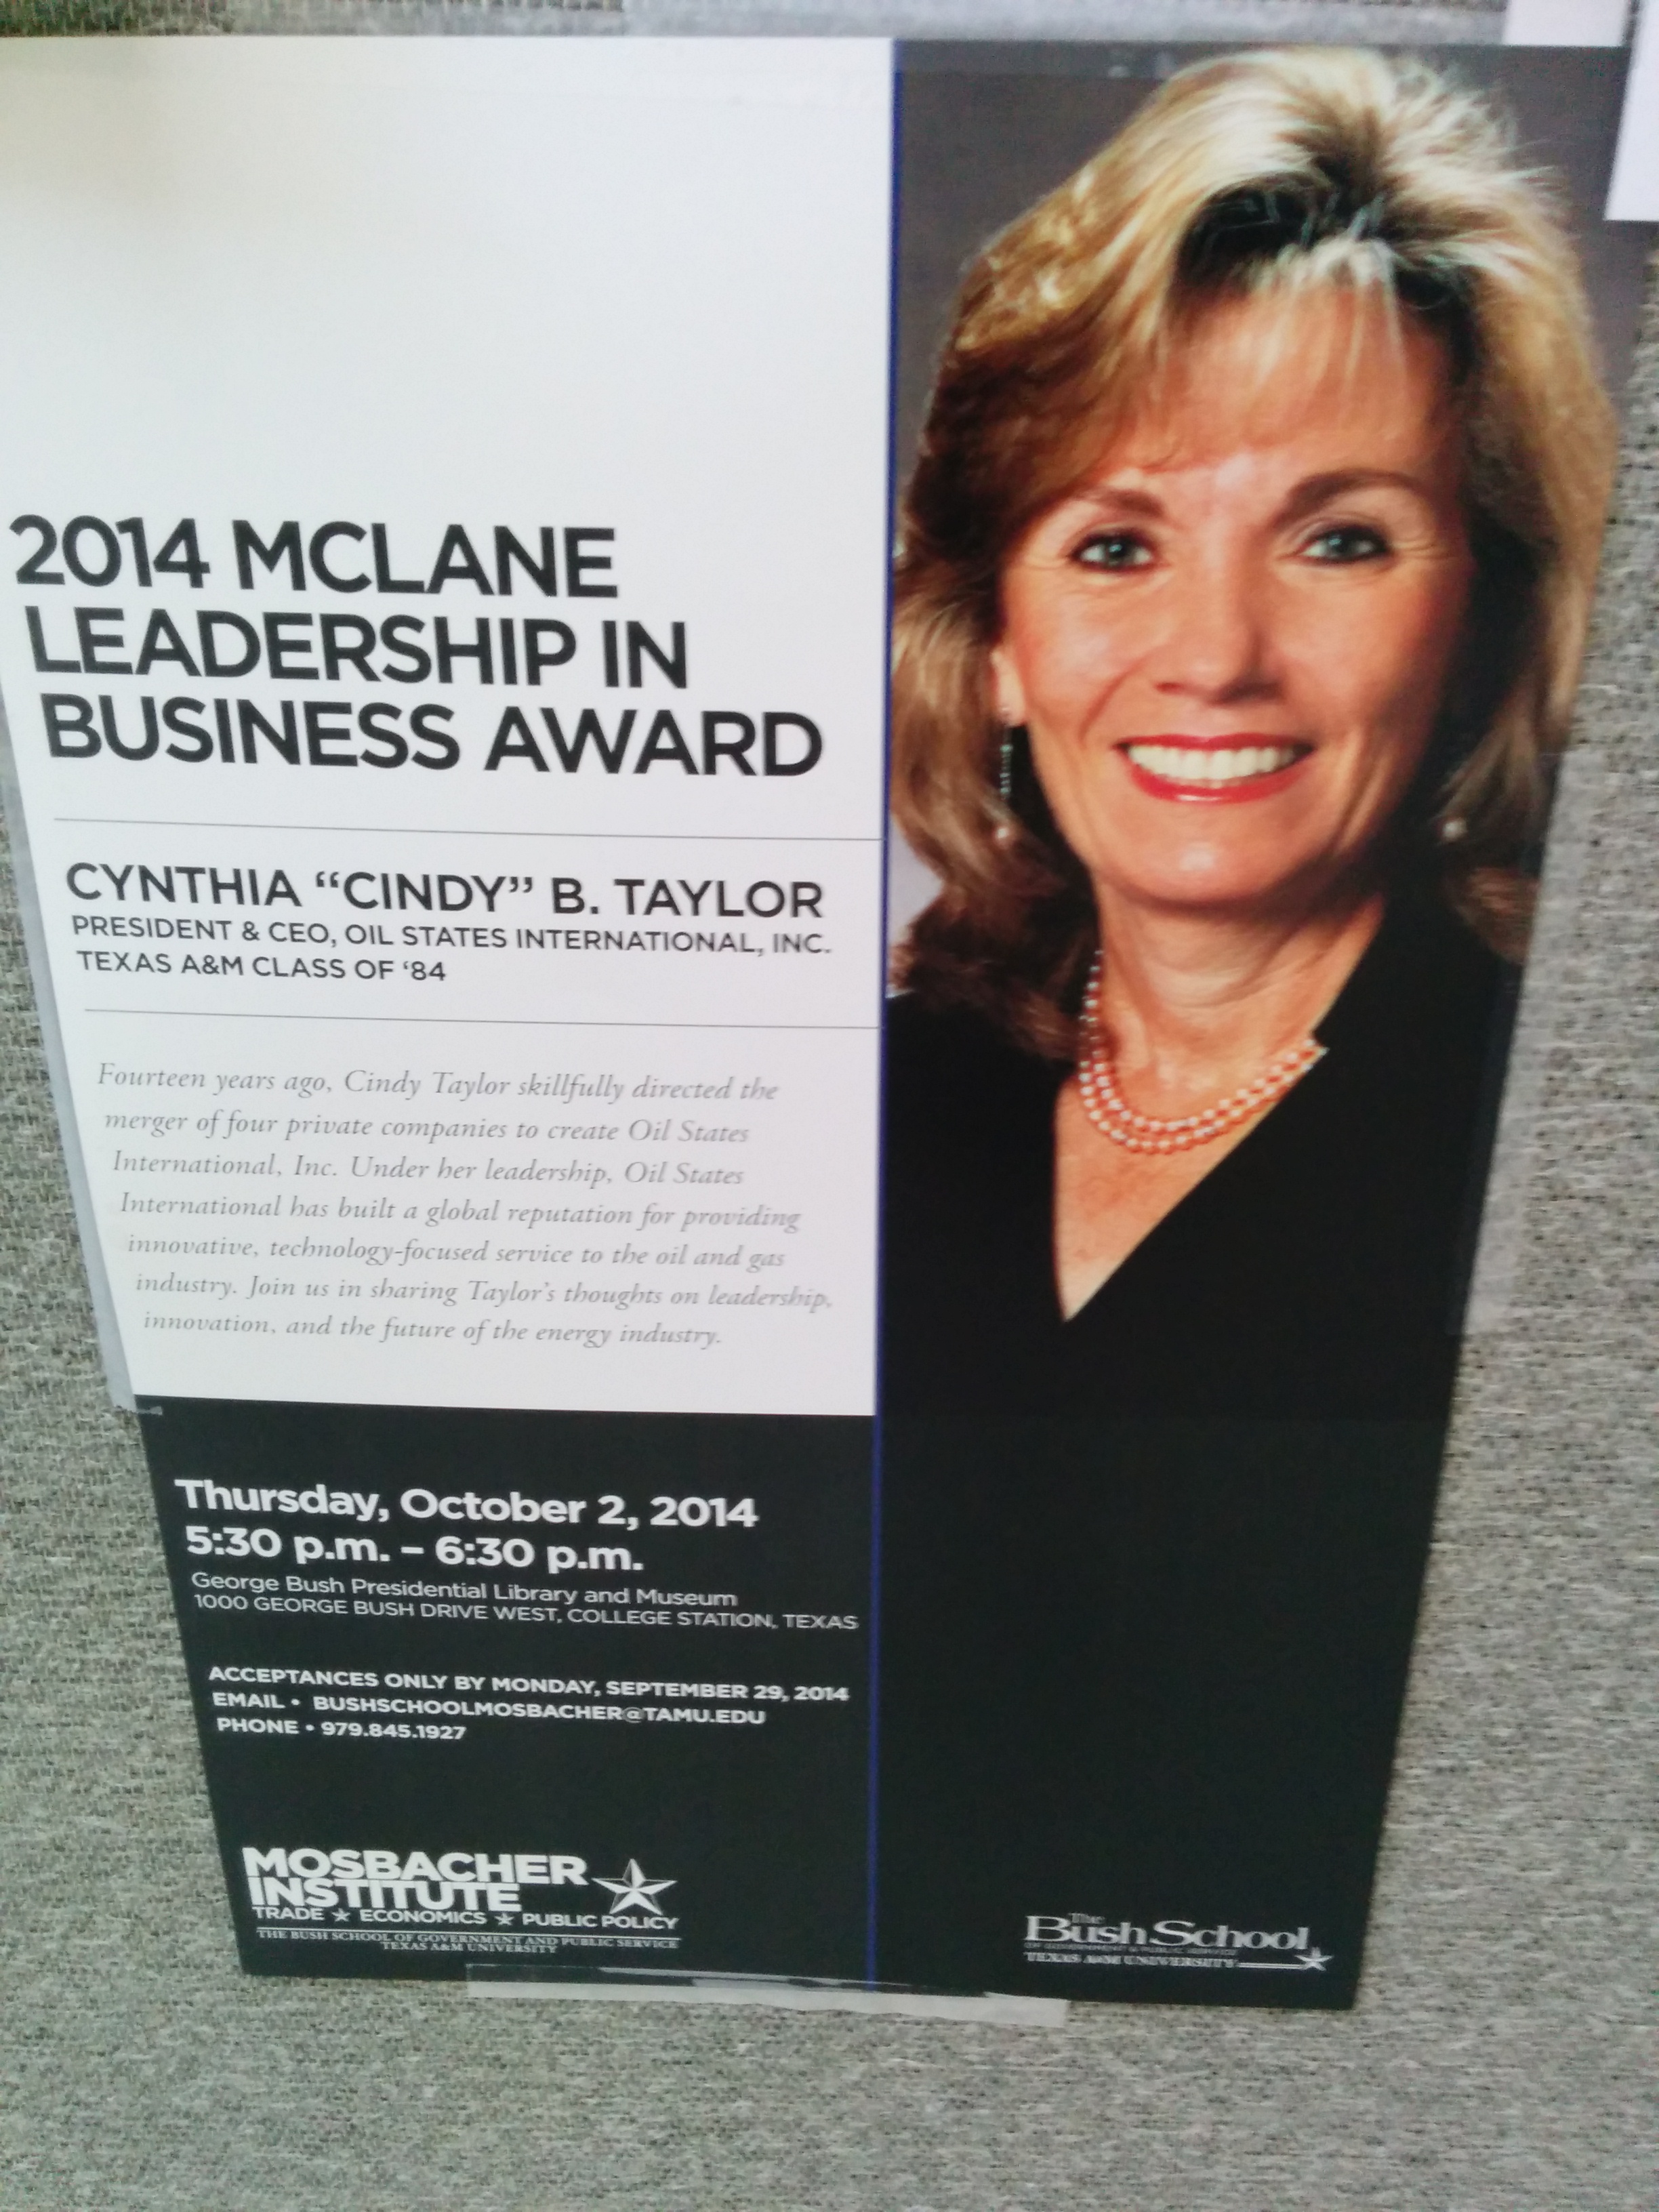 2014 MCLANE
LEADERSHIP IN
BUSINESS AWARD
CYNTHIA “CINDY” B. TAYLOR
PRESIDENT & CEO, OIL STATES INTERNATIONAL, INC.
TEXAS A&M CLASS OF ‘84
Fourteen years ago, Cindy Taylor skillfully directed the
merger of four private companies to create Oil States
International, Inc. Under her leadership, Oil States
International has built a global reputation for providing
innovative, technology-focused service to the oil and gas
industry. Join us in sharing Taylor's thoughts on leadership,
innovation, and the future of the energy industry.
Thursday, October 2, 2014
5:30 p.m. – 6:30 p.m.
George Bush Presidential Library and Museum
1000 GEORGE BUSH DRIVE WEST, COLLEGE STATION, TEXAS
ACCEPTANCES ONLY BY MONDAY, SEPTEMBER 29, 2014
EMAIL • BUSHSCHOOLMOSBACHER@TAMU.EDU
PHONE • 979.845.1927
MOSBACHER
INSTITUTE
TRADE ★ ECONOMICS ★ PUBLIC POLICY
THE BUSH SCHOOL OF GOVERNMENT AND PUBLIC SERVICE
TEXAS A&M UNIVERSITY
The
Bush School
OF GOVERNMENT & PUBLIC SERVICE
TEXAS A&M UNIVERSITY